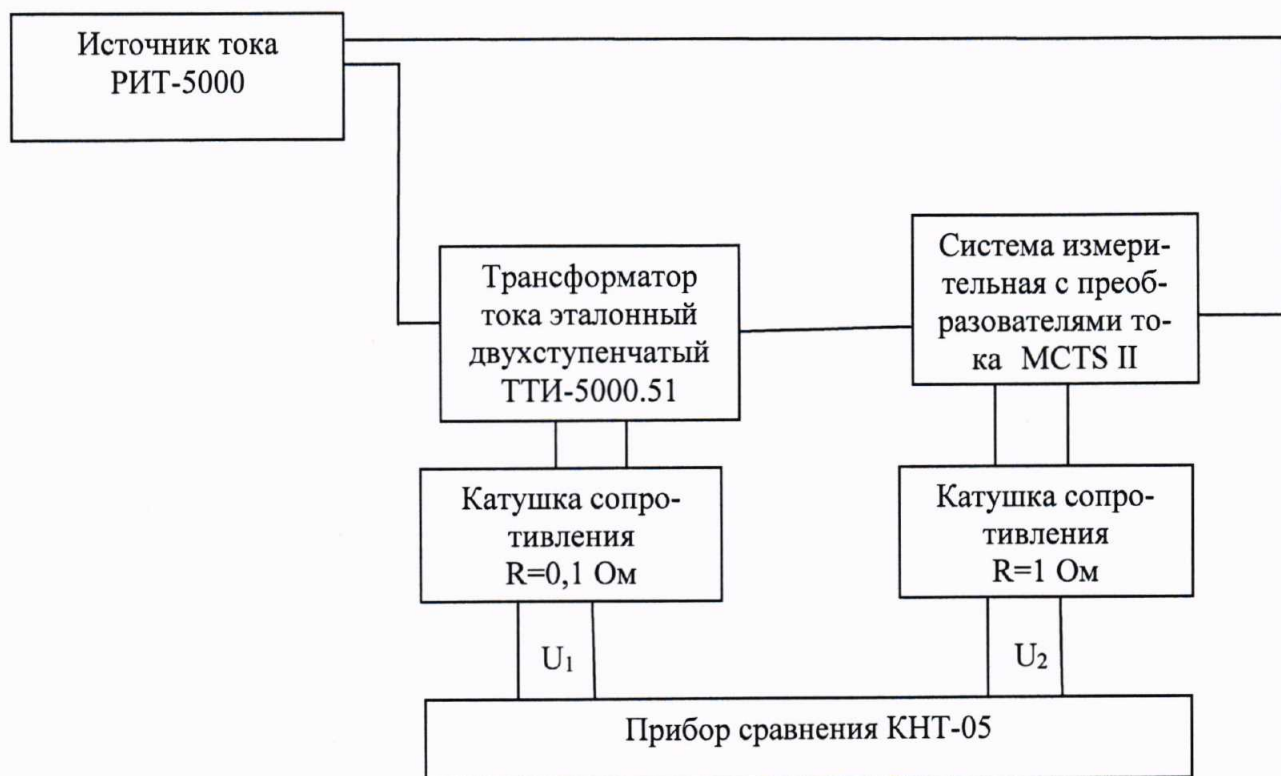 Источник тока
РИТ-5000
Трансформатор
тока эталонный
двухступенчатый
ТТИ-5000.51
Система измери-
тельная с преоб-
разователями то-
ка MCTS II
Катушка сопро-
тивления
R=0,1 Ом
Катушка сопро-
тивления
R=1 Ом
U₁
U₂
Прибор сравнения КНТ-05